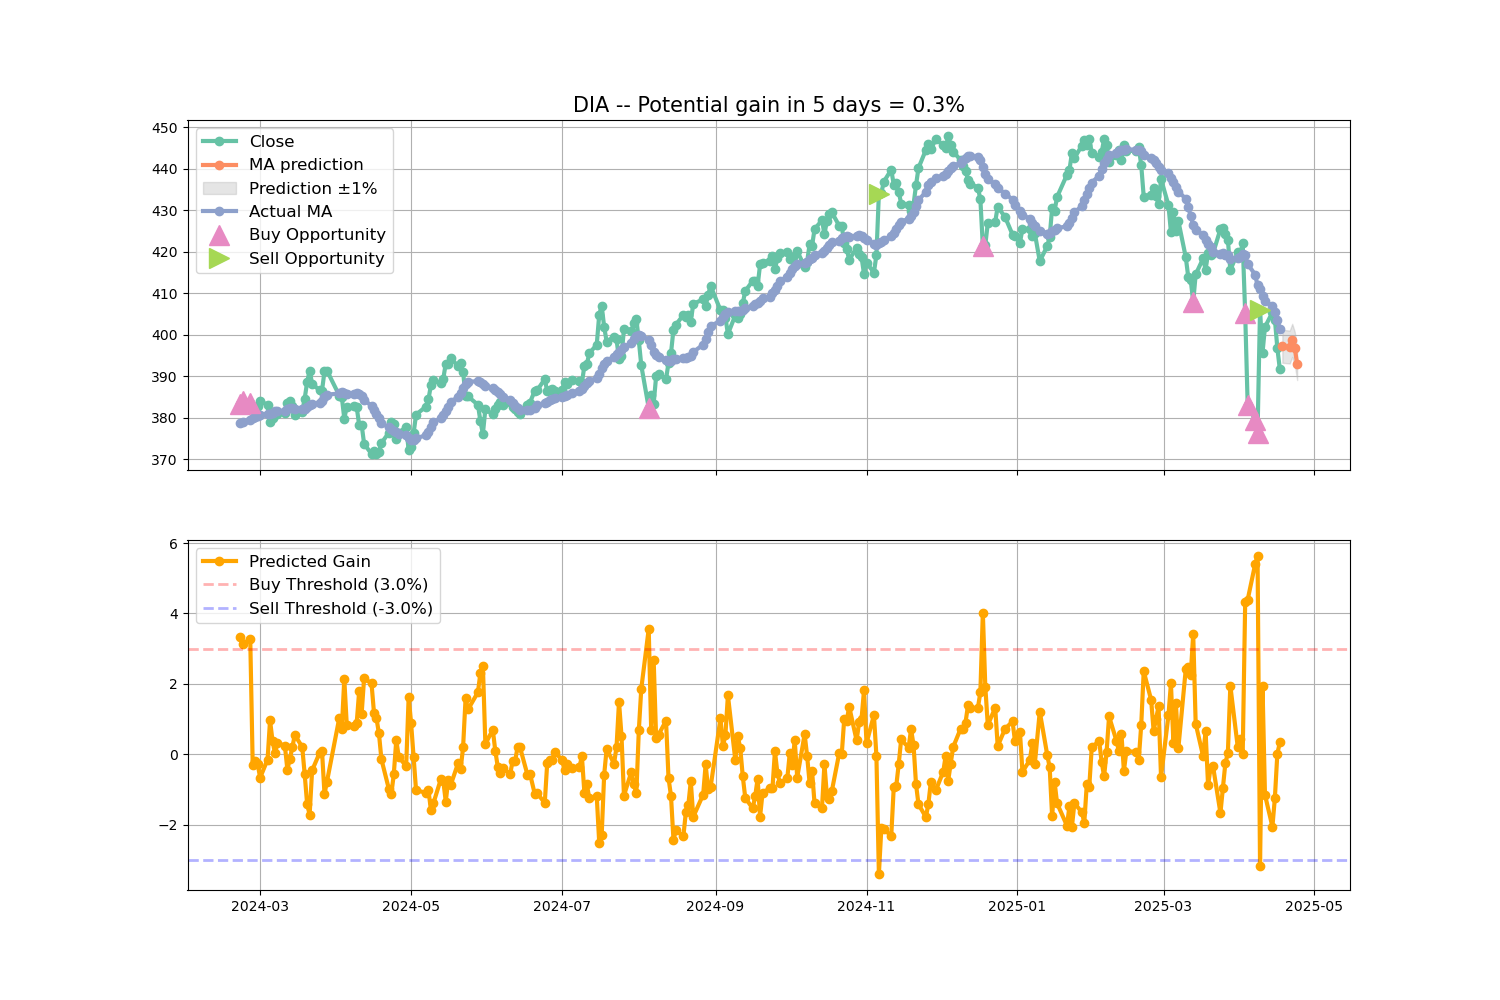 DIA -- Potential gain in 5 days = 0.3%
450
440
430
420
410
400
390
380
370
Close
MA prediction
Prediction ±1%
Actual MA
Buy Opportunity
Sell Opportunity
6
4
2
0
−2
Predicted Gain
Buy Threshold (3.0%)
Sell Threshold (-3.0%)
2024-03
2024-05
2024-07
2024-09
2024-11
2025-01
2025-03
2025-05